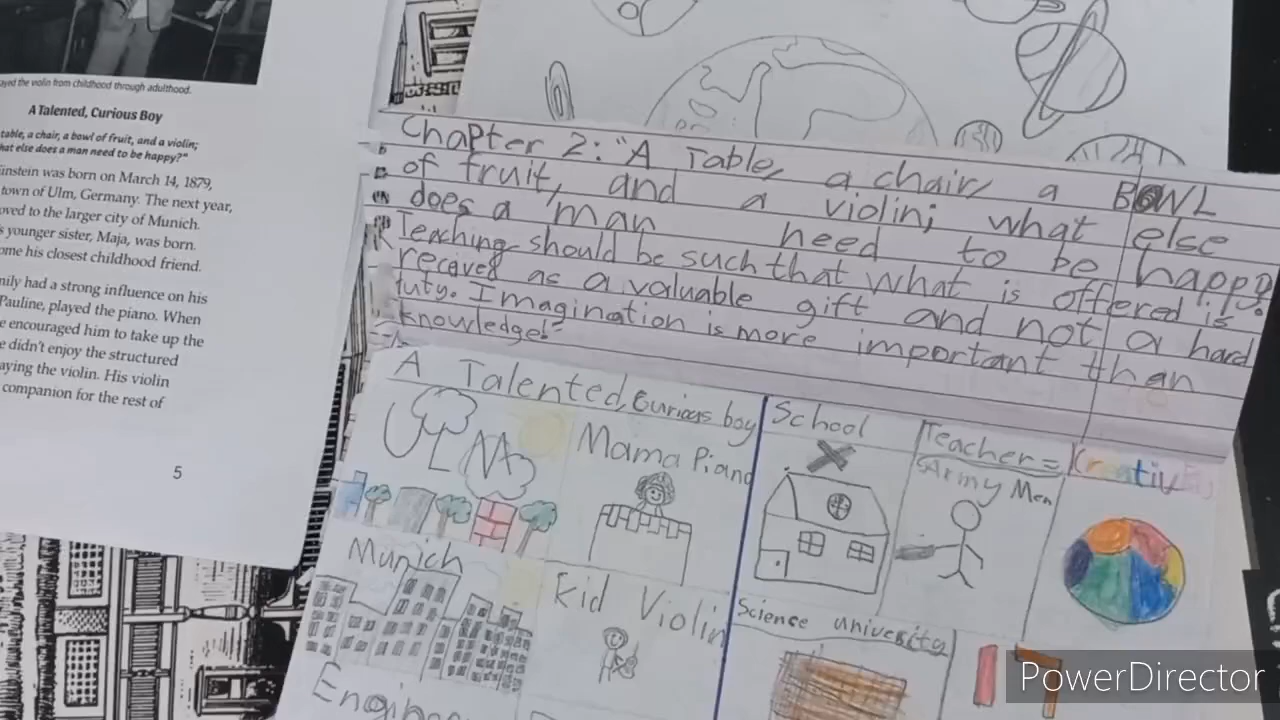 ayed the violin from childhood through adulthood.
A Talented, Curious Boy
table, a chair, a bowl of fruit, and a violin;
hat else does a man need to be happy?"
instein was born on March 14, 1879,
town of Ulm, Germany. The next year,
oved to the larger city of Munich.
s younger sister, Maja, was born.
ome his closest childhood friend.
mily had a strong influence on his
Pauline, played the piano. When
e encouraged him to take up the
e didn't enjoy the structured
aying the violin. His violin
companion for the rest of
5
Chapter 2: "A Table, a chair, a BOWL
of fruit, and a violin; what else
does a man need to be happy?
Teaching should be such that what is offered is
recived as a valuable gift and not a hard
tuty. Imagination is more important than
knowledge!"
A Talented, Curious boy
ULM
Mama Piano
Munich
Kid Violin
Engine
School
Teacher =
Army Men
Creativity
Science university
PowerDirector